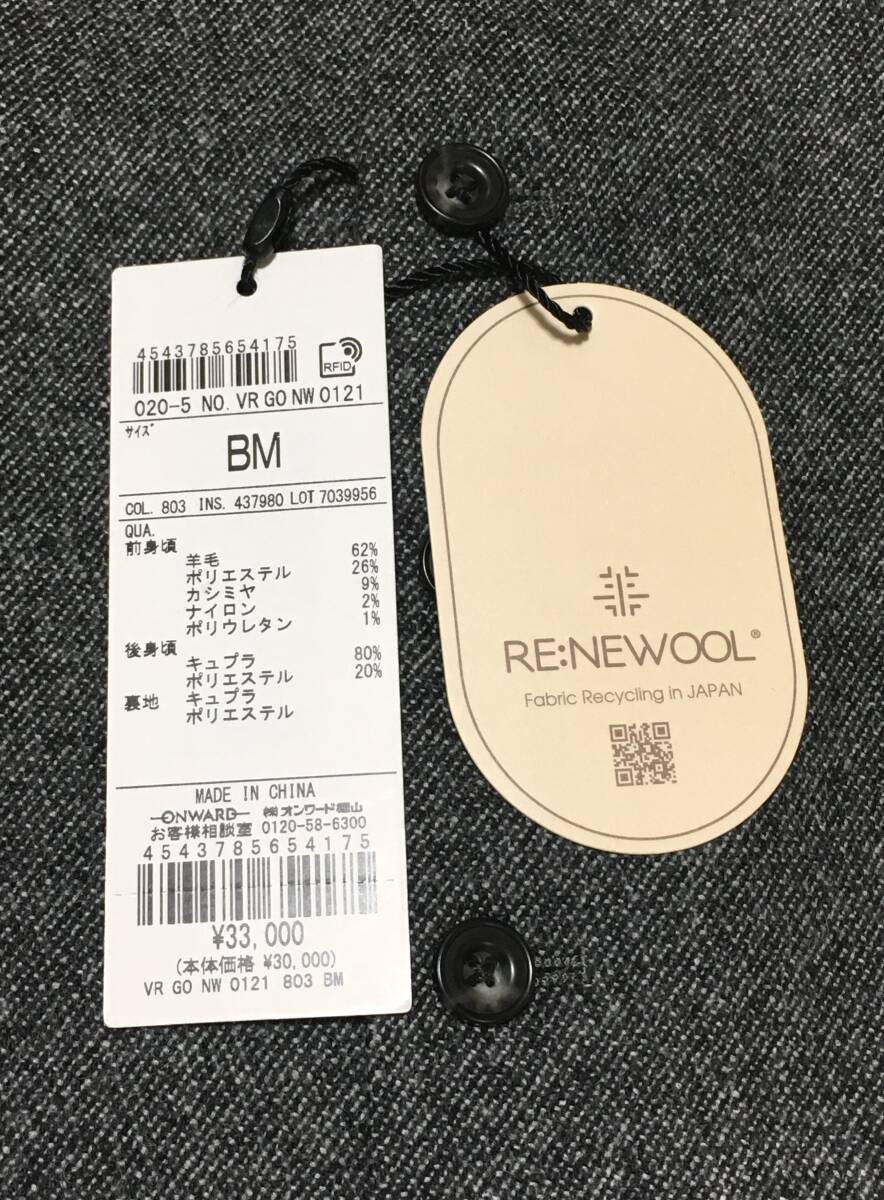 4543785654175
RFID
020-5 NO. VR GO NW 0121
ｻｲｽﾞ
BM
COL. 803 INS. 437980 LOT 7039956
QUA.
前身頃
羊毛 62%
ポリエステル 26%
カシミヤ 9%
ナイロン 2%
ポリウレタン 1%
後身頃
キュプラ 80%
ポリエステル 20%
裏地 キュプラ
ポリエステル
MADE IN CHINA
ONWARD ㈱オンワード樫山
お客様相談室 0120-58-6300
4543785654175
¥33,000
(本体価格 ¥30,000)
VR GO NW 0121 803 BM
RE:NEWOOL®
Fabric Recycling in JAPAN